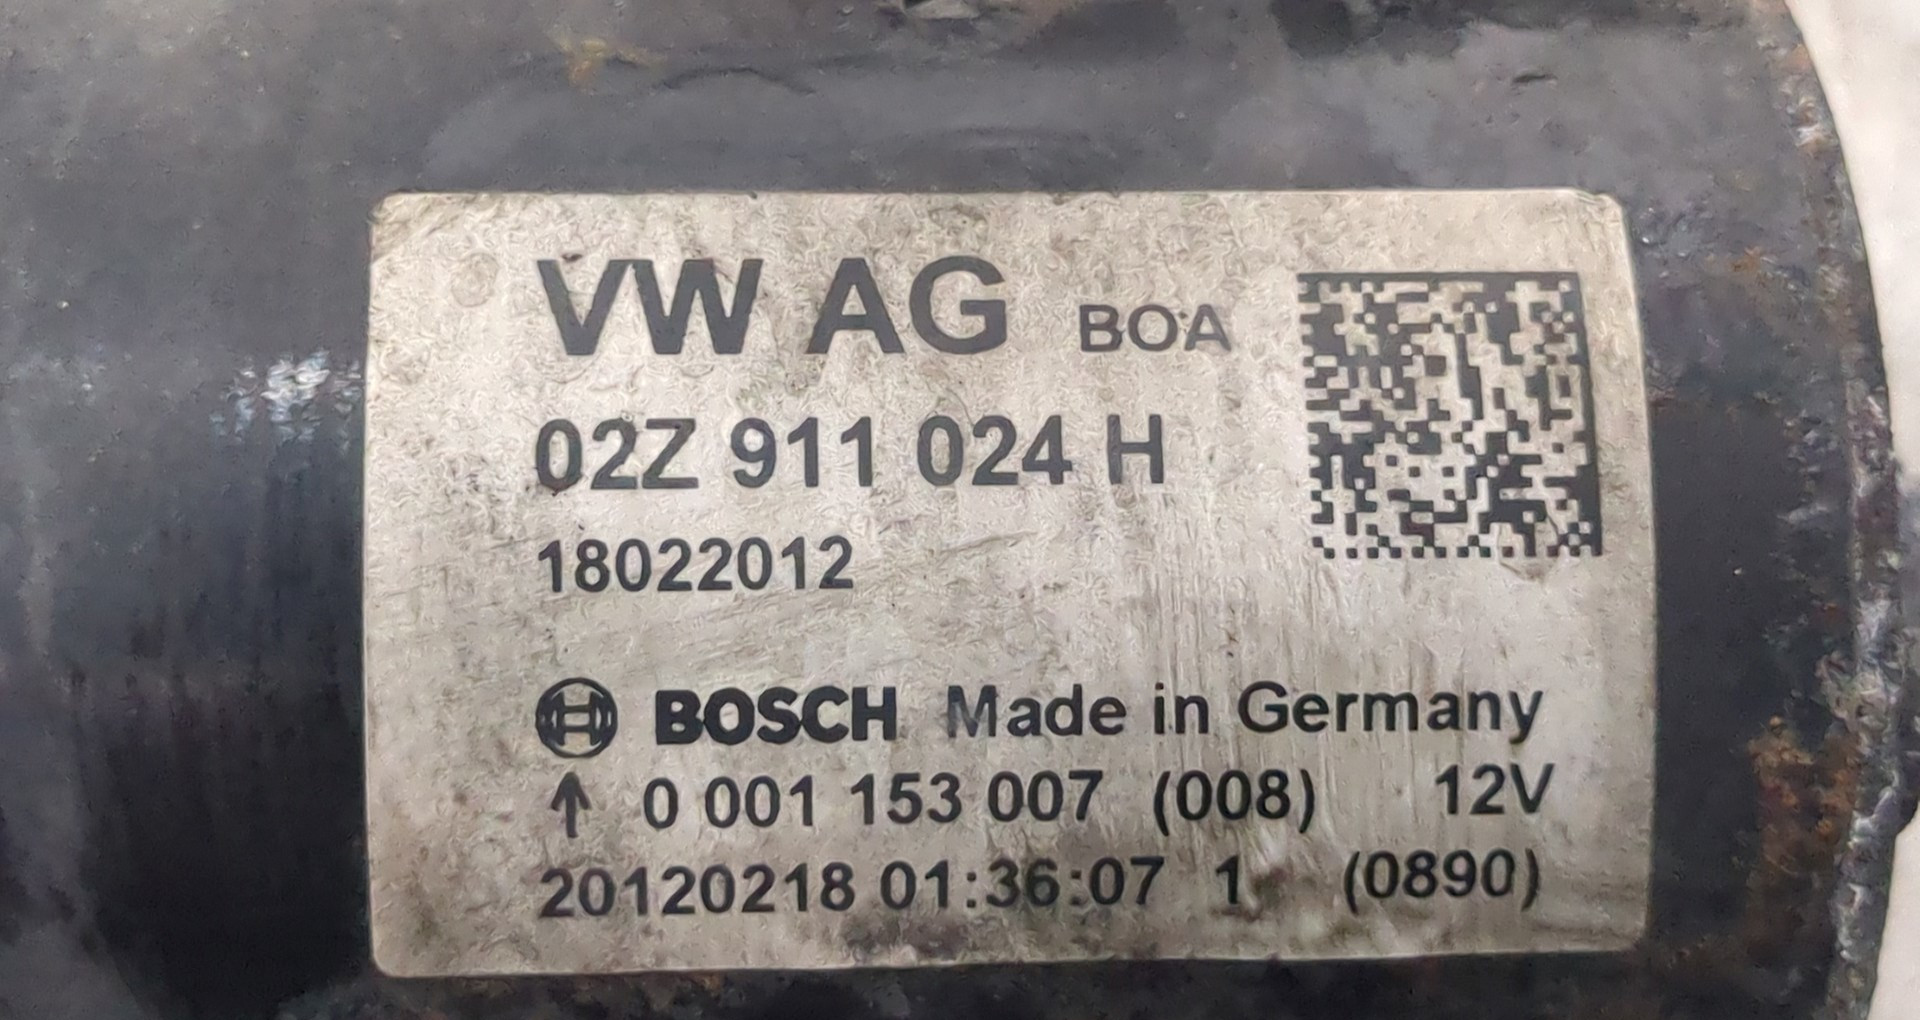 VW AG BOA
02Z 911 024 H
18022012
BOSCH Made in Germany
↑ 0 001 153 007 (008) 12V
20120218 01:36:07 1 (0890)